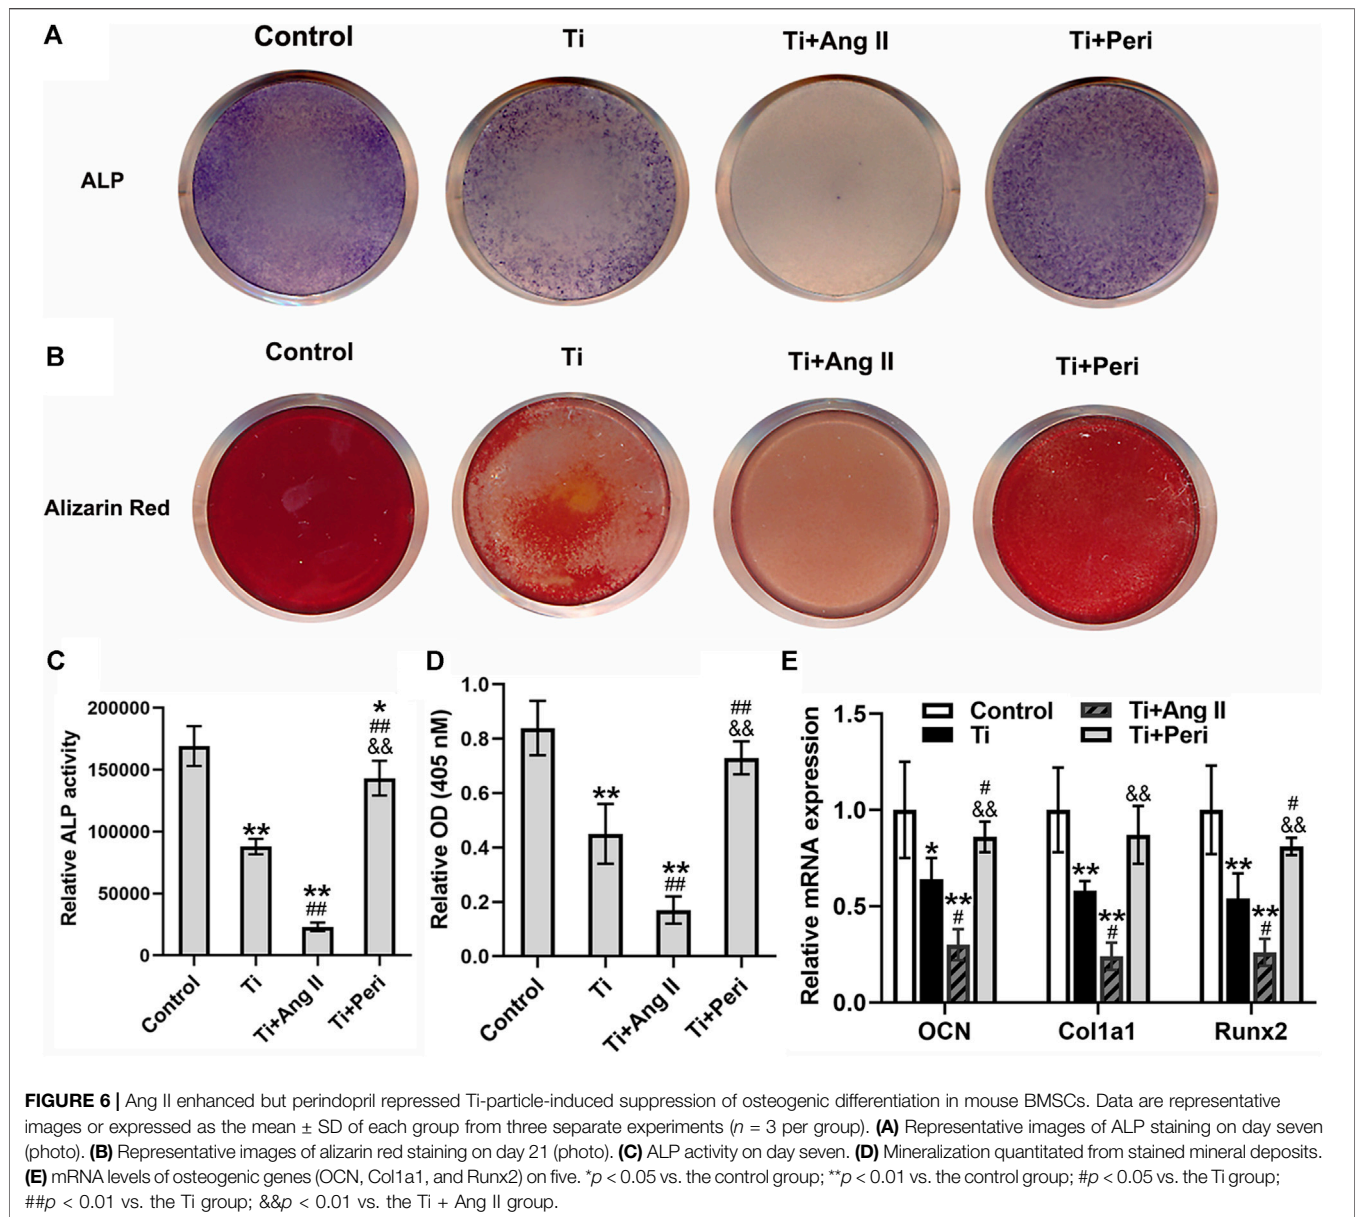 A
Control
Ti
Ti+Ang II
Ti+Peri
ALP
B
Control
Ti
Ti+Ang II
Ti+Peri
Alizarin Red
C
Relative ALP activity
200000
150000
100000
50000
0
**
**
##
*
##
&&
Control
Ti
Ti+Ang II
Ti+Peri
D
Relative OD (405 nM)
1.0
0.8
0.6
0.4
0.2
0.0
**
**
##
##
&&
Control
Ti
Ti+Ang II
Ti+Peri
E
Relative mRNA expression
Control
Ti
Ti+Ang II
Ti+Peri
1.5
1.0
0.5
0.0
*
**
#
#
&&
**
**
#
&&
**
**
#
#
&&
OCN
Col1a1
Runx2
FIGURE 6 | Ang II enhanced but perindopril repressed Ti-particle-induced suppression of osteogenic differentiation in mouse BMSCs. Data are representative
images or expressed as the mean ± SD of each group from three separate experiments (n = 3 per group). (A) Representative images of ALP staining on day seven
(photo). (B) Representative images of alizarin red staining on day 21 (photo). (C) ALP activity on day seven. (D) Mineralization quantitated from stained mineral deposits.
(E) mRNA levels of osteogenic genes (OCN, Col1a1, and Runx2) on five. *p < 0.05 vs. the control group; **p < 0.01 vs. the control group; #p < 0.05 vs. the Ti group;
##p < 0.01 vs. the Ti group; &&p < 0.01 vs. the Ti + Ang II group.